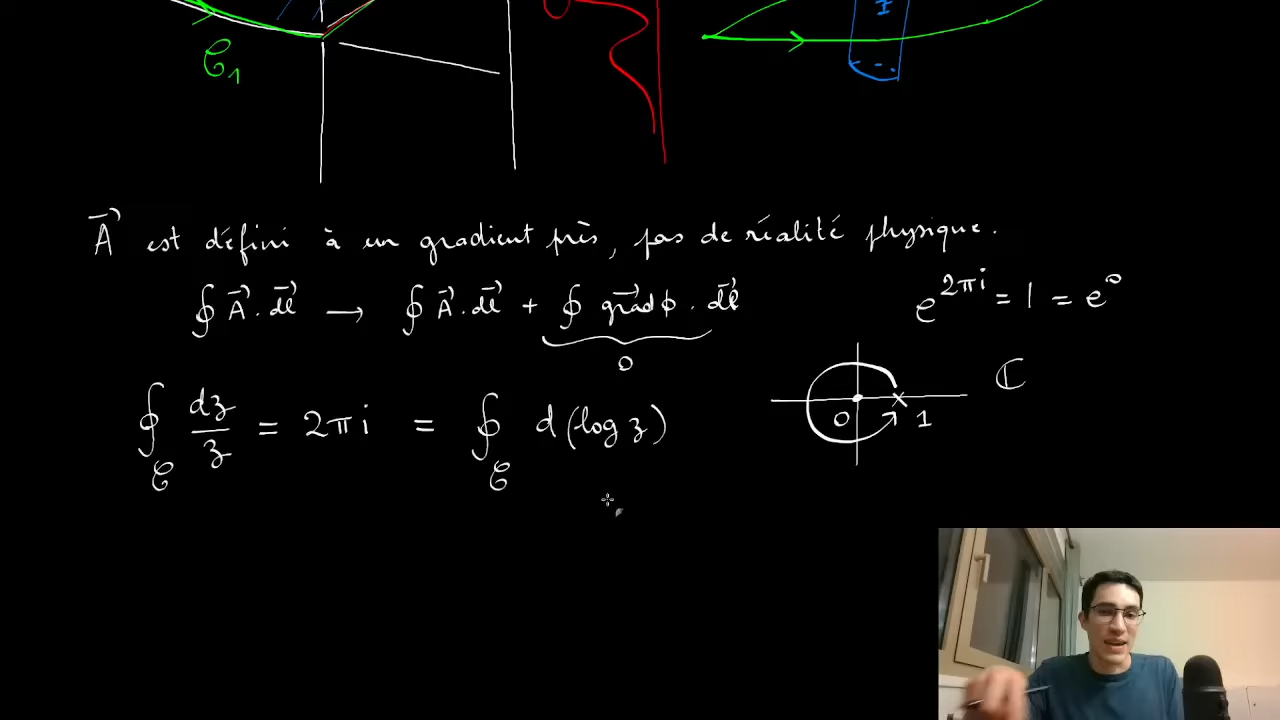 𝒞₁
I
A⃗ est défini à un gradient près, pas de réalité physique.
∮ A⃗ . dl⃗ → ∮ A⃗ . dl⃗ + ∮ grad⃗ φ . dl⃗
0
e^{2πi} = 1 = e^0
ℂ
∮_𝒞 dz/z = 2πi = ∮_𝒞 d(log z)
0 1